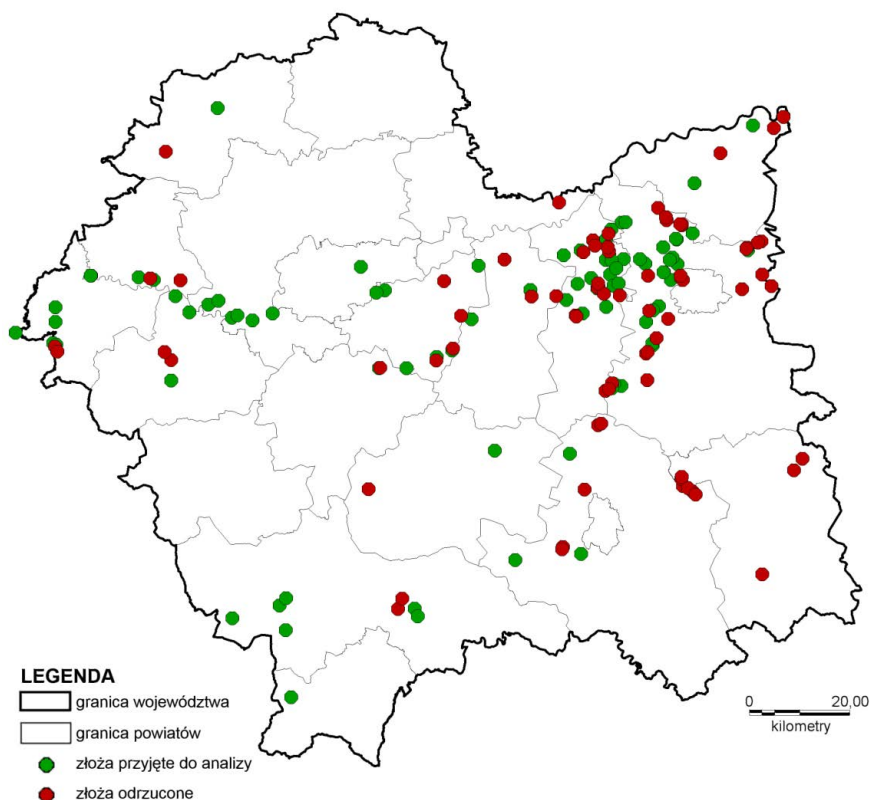 LEGENDA
granica województwa
granica powiatów
złoża przyjęte do analizy
złoża odrzucone
0 20,00
kilometry